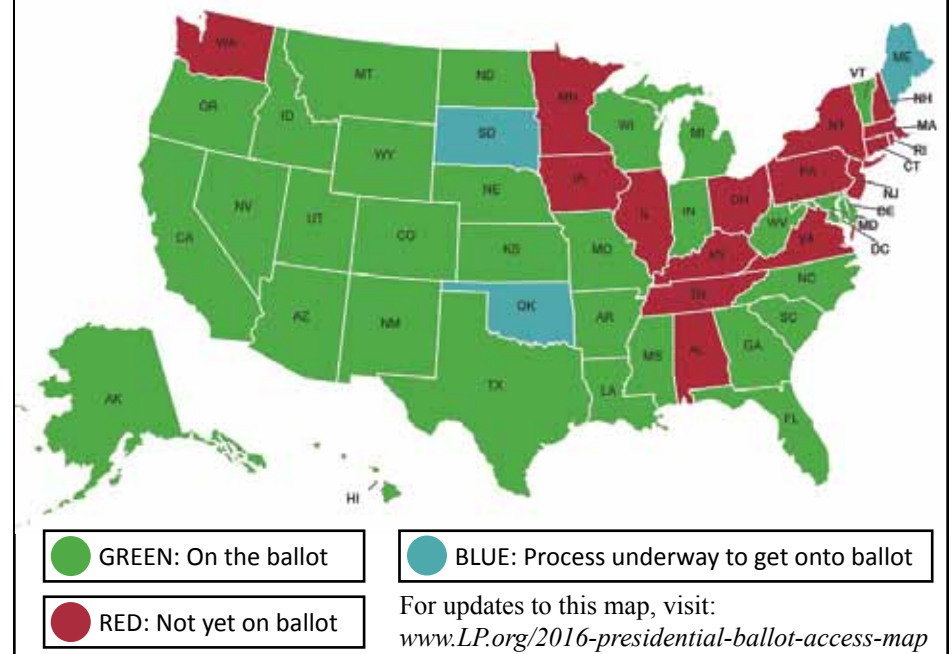 WA
MT
ND
MN
VT
ME
OR
ID
SD
WI
MI
NY
NH
MA
WY
RI
CT
IA
PA
NE
NJ
NV
IL
IN
OH
DE
UT
WV
MD
CA
CO
VA
DC
KS
MO
KY
NC
AZ
NM
OK
AR
TN
SC
MS
AL
GA
TX
LA
AK
FL
HI
GREEN: On the ballot
BLUE: Process underway to get onto ballot
RED: Not yet on ballot
For updates to this map, visit:
www.LP.org/2016-presidential-ballot-access-map